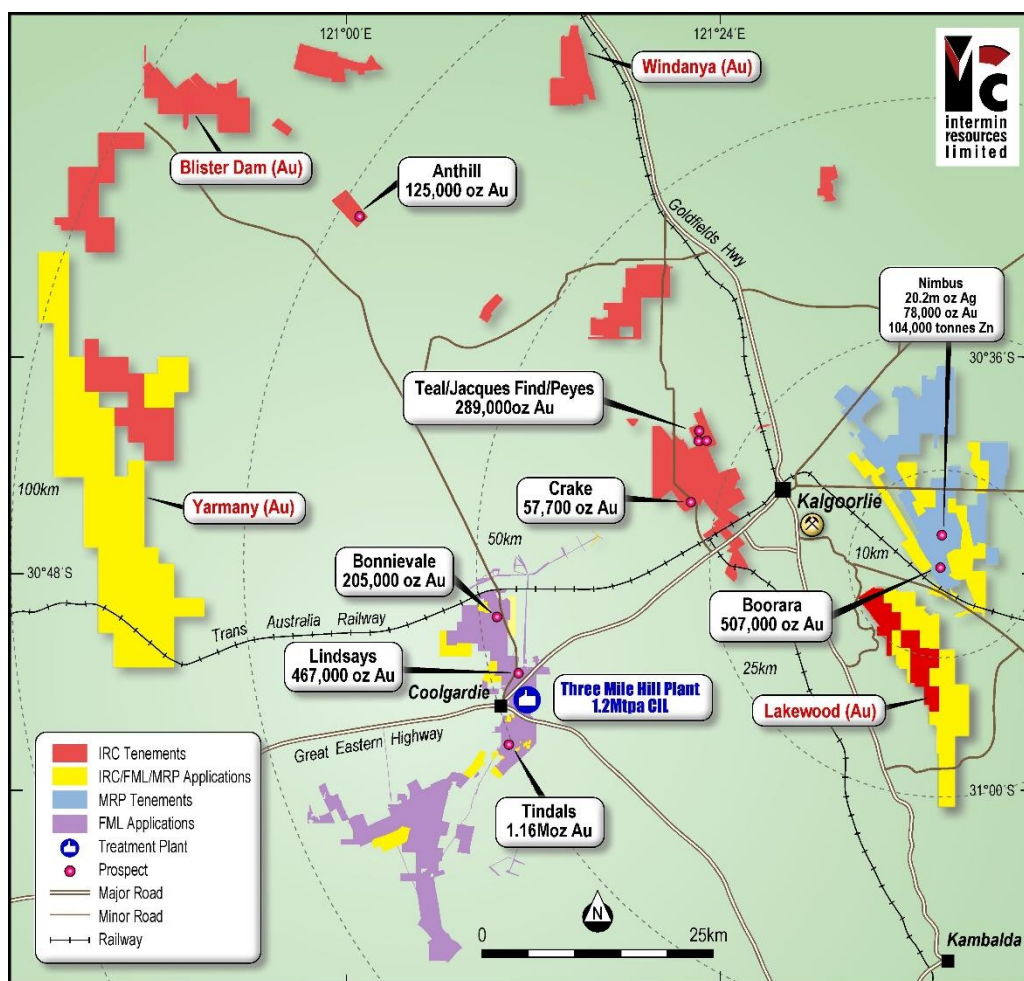 121°00´E
121°24´E
intermin
resources
limited
Windanya (Au)
Blister Dam (Au)
Anthill
125,000 oz Au
Goldfields Hwy
Nimbus
20.2m oz Ag
78,000 oz Au
104,000 tonnes Zn
30°36´S
Teal/Jacques Find/Peyes
289,000oz Au
100km
Yarmany (Au)
Crake
57,700 oz Au
Kalgoorlie
50km
10km
Bonnievale
205,000 oz Au
30°48´S
Boorara
507,000 oz Au
Trans Australia Railway
Lindsays
467,000 oz Au
25km
Coolgardie
Three Mile Hill Plant
1.2Mtpa CIL
Lakewood (Au)
Great Eastern Highway
31°00´S
Tindals
1.16Moz Au
IRC Tenements
IRC/FML/MRP Applications
MRP Tenements
FML Applications
Treatment Plant
Prospect
Major Road
Minor Road
Railway
N
0 25km
Kambalda